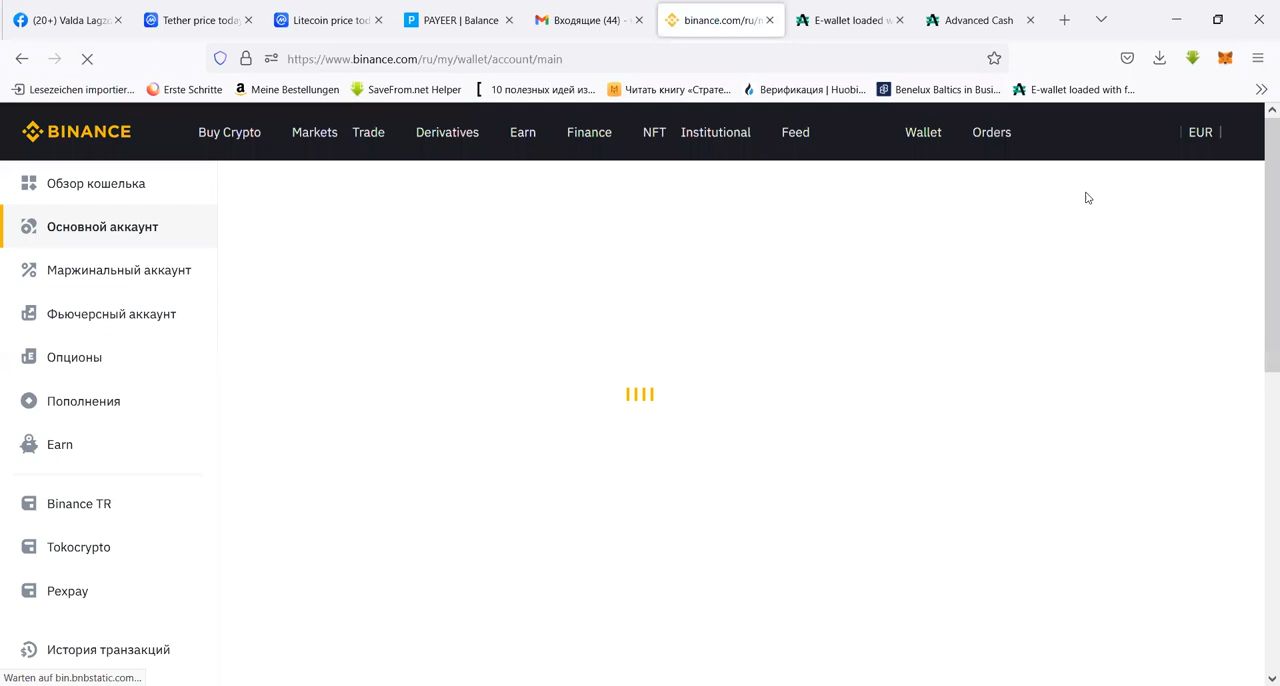 (20+) Valda Lagzd
Tether price today
Litecoin price tod
PAYEER | Balance
Входящие (44) -
binance.com/ru/m
E-wallet loaded w
Advanced Cash
https://www.binance.com/ru/my/wallet/account/main
Lesezeichen importier...
Erste Schritte
Meine Bestellungen
SaveFrom.net Helper
10 полезных идей из...
Читать книгу «Страте...
Верификация | Huobi...
Benelux Baltics in Busi...
E-wallet loaded with f...
BINANCE
Buy Crypto
Markets
Trade
Derivatives
Earn
Finance
NFT
Institutional
Feed
Wallet
Orders
| EUR |
Обзор кошелька
Основной аккаунт
Маржинальный аккаунт
Фьючерсный аккаунт
Опционы
Пополнения
Earn
Binance TR
Tokocrypto
Pexpay
История транзакций
Warten auf bin.bnbstatic.com...